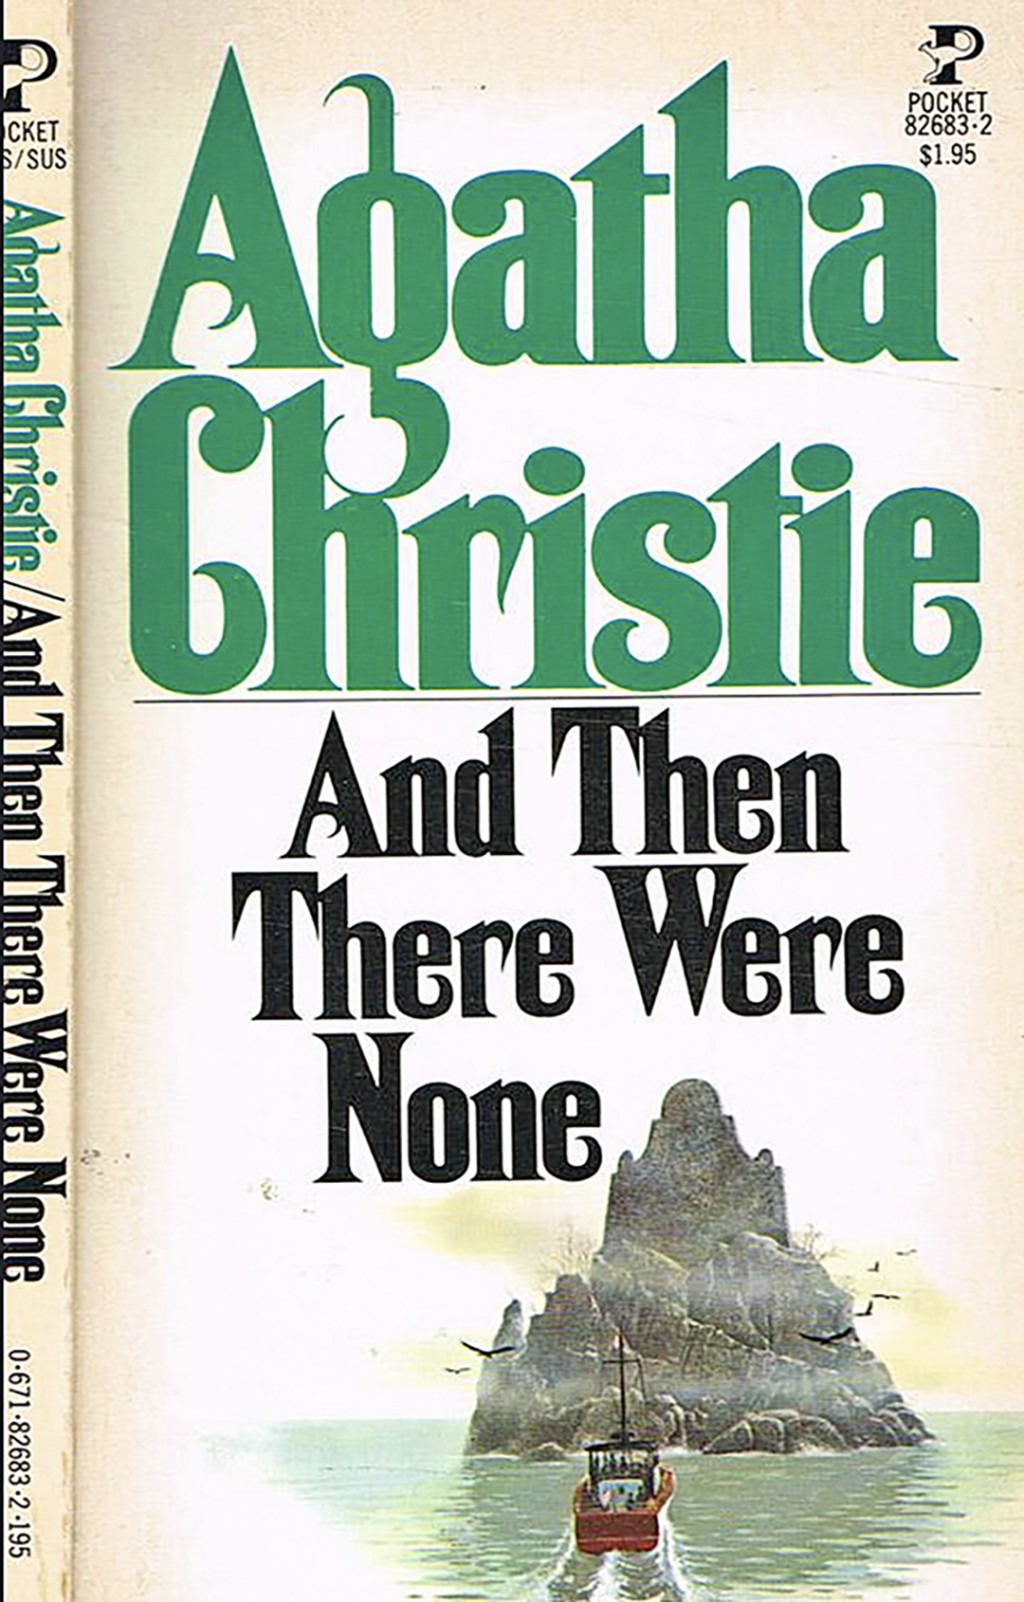 POCKET
82683-2
$1.95
Agatha
Christie
And Then
There Were
None
P
CKET
S/SUS
Agatha Christie/And Then There Were None
0·671·82683·2·195